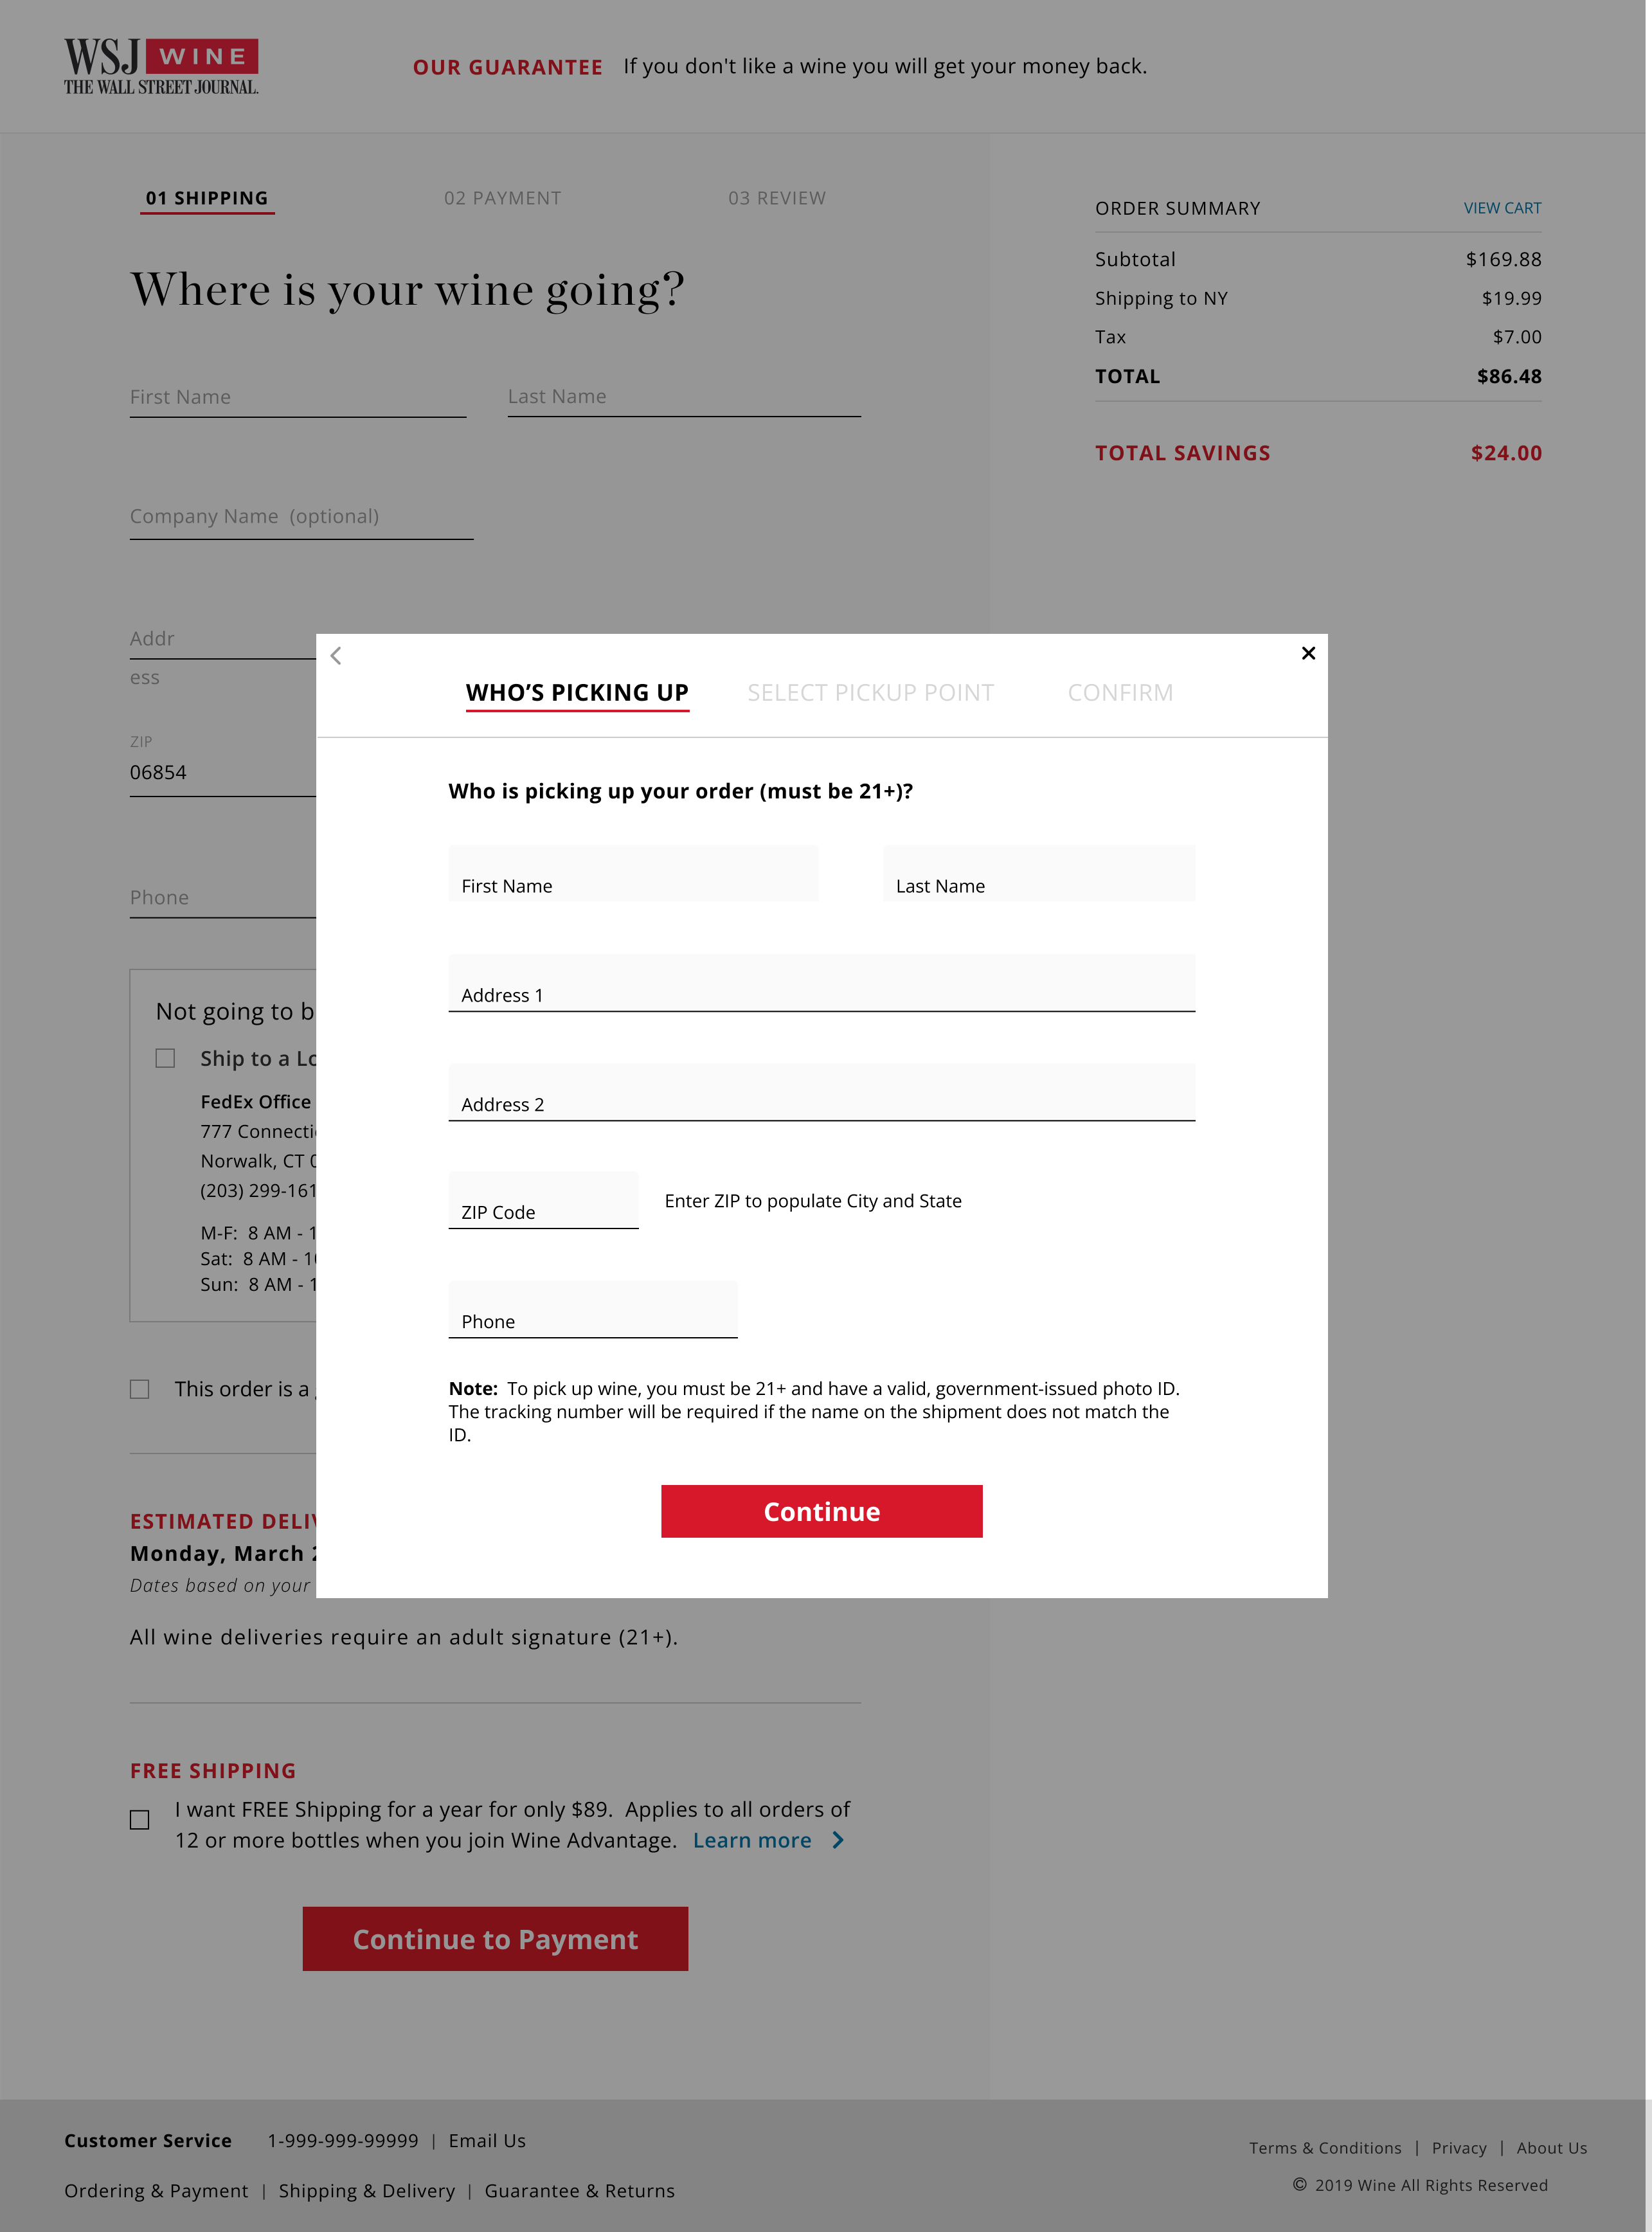 WSJ WINE
THE WALL STREET JOURNAL.
OUR GUARANTEE If you don't like a wine you will get your money back.
01 SHIPPING 02 PAYMENT 03 REVIEW
Where is your wine going?
First Name Last Name
Company Name (optional)
Addr
ess
ZIP
06854
Phone
Not going to b
Ship to a Lo
FedEx Office
777 Connecti
Norwalk, CT
(203) 299-161
M-F: 8 AM - 1
Sat: 8 AM - 1
Sun: 8 AM - 1
This order is a
ESTIMATED DELIV
Monday, March
Dates based on your
All wine deliveries require an adult signature (21+).
FREE SHIPPING
I want FREE Shipping for a year for only $89. Applies to all orders of
12 or more bottles when you join Wine Advantage. Learn more
Continue to Payment
ORDER SUMMARY VIEW CART
Subtotal $169.88
Shipping to NY $19.99
Tax $7.00
TOTAL $86.48
TOTAL SAVINGS $24.00
WHO’S PICKING UP SELECT PICKUP POINT CONFIRM
Who is picking up your order (must be 21+)?
First Name Last Name
Address 1
Address 2
ZIP Code Enter ZIP to populate City and State
Phone
Note: To pick up wine, you must be 21+ and have a valid, government-issued photo ID.
The tracking number will be required if the name on the shipment does not match the
ID.
Continue
Customer Service 1-999-999-99999 | Email Us
Ordering & Payment | Shipping & Delivery | Guarantee & Returns
Terms & Conditions | Privacy | About Us
© 2019 Wine All Rights Reserved